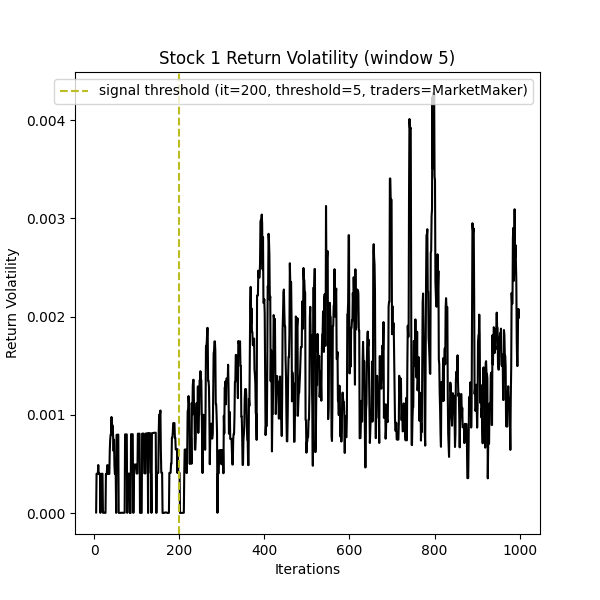 Stock 1 Return Volatility (window 5)
signal threshold (it=200, threshold=5, traders=MarketMaker)
0.004
0.003
0.002
0.001
0.000
Return Volatility
0 200 400 600 800 1000
Iterations